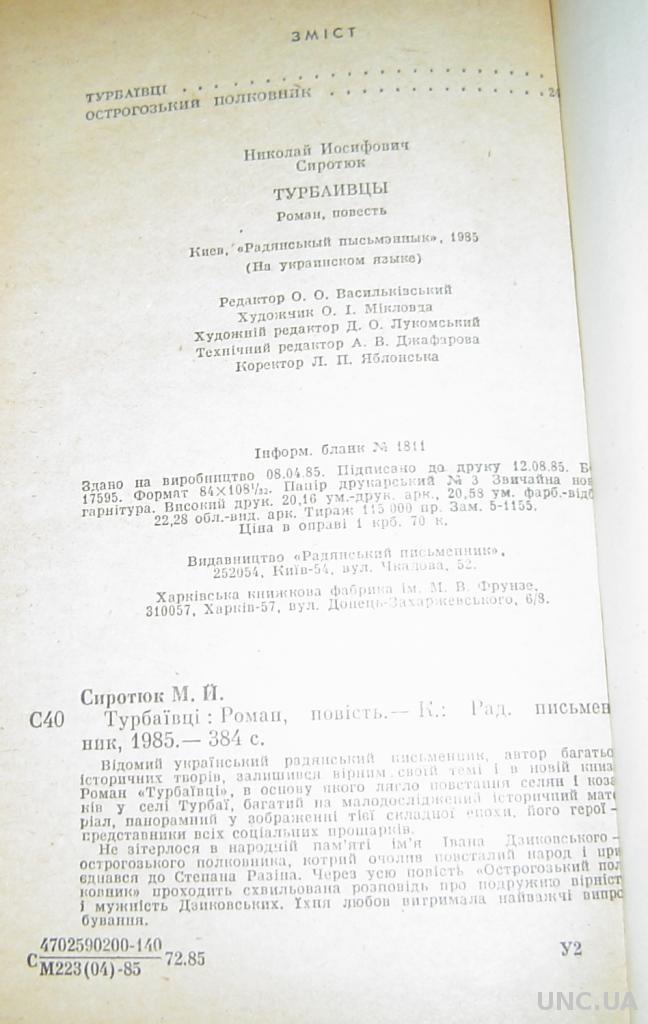 ЗМІСТ
ТУРБАЇВЦІ . . . . . . . . . . . . . . . . . . .
ОСТРОГОЗЬКИЙ ПОЛКОВНИК . . . . . . . . . . . .
Николай Иосифович
Сиротюк
ТУРБАИВЦЫ
Роман, повесть
Киев, «Радянськый пысьмэннык», 1985
(На украинском языке)
Редактор О. О. Васильківський
Художник О. І. Мікловда
Художній редактор Д. О. Лукомський
Технічний редактор А. В. Джафарова
Коректор Л. П. Яблонська
Інформ. бланк № 1811
Здано на виробництво 08.04.85. Підписано до друку 12.08.85.
17595. Формат 84×108¹/₃₂. Папір друкарський № 3 Звичайна нов
гарнітура. Високий друк. 20,16 ум.-друк. арк., 20,58 ум. фарб.-відб
22,28 обл.-вид. арк. Тираж 115 000 пр. Зам. 5-1155.
Ціна в оправі 1 крб. 70 к.
Видавництво «Радянський письменник»,
252054, Київ-54, вул. Чкалова, 52.
Харківська книжкова фабрика ім. М. В. Фрунзе,
310057, Харків-57, вул. Донець-Захаржевського, 6/8.
Сиротюк М. Й.
С40 Турбаївці : Роман, повість.— К.: Рад. письмен-
ник, 1985.— 384 с.
Відомий український радянський письменник, автор багатьо
історичних творів, залишився вірним своїй темі і в новій книз
Роман «Турбаївці», в основу якого лягло повстання селян і коза
ків у селі Турбаї, багатий на малодосліджений історичний мате
ріал, панорамний у зображенні тієї складної епохи, його герої —
представники всіх соціальних прошарків.
Не зітерлося в народній пам'яті ім'я Івана Дзиковського —
острогозького полковника, котрий очолив повсталий народ і при
єднався до Степана Разіна. Через усю повість «Острогозький пол
ковник» проходить схвильована розповідь про подружню вірніст
і мужність Дзиковських. Їхня любов витримала найважчі випро
бування.
С 4702590200-140
М223(04)-85 72.85 У2
UNC.UA